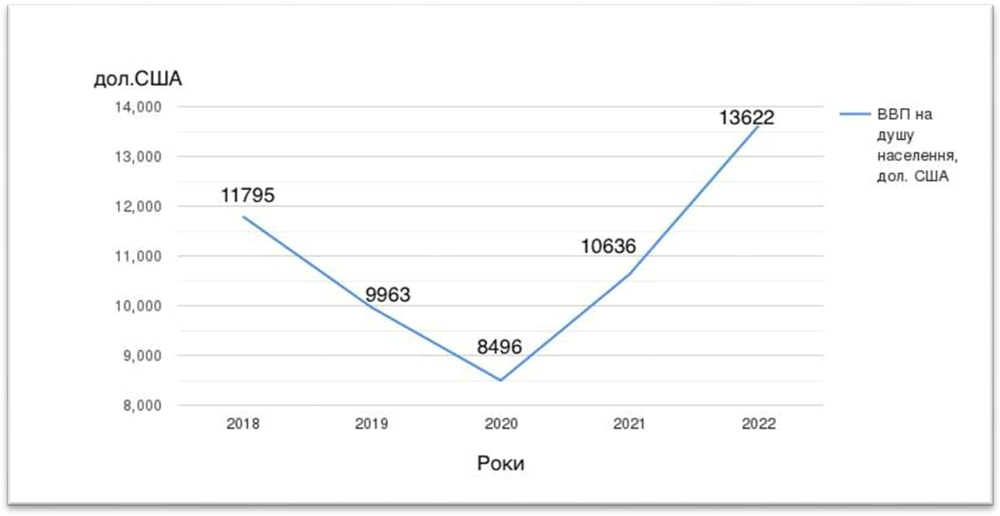 дол.США
14,000
13,000
12,000
11,000
10,000
9,000
8,000
11795
9963
8496
10636
13622
2018 2019 2020 2021 2022
Роки
ВВП на
душу
населення,
дол. США